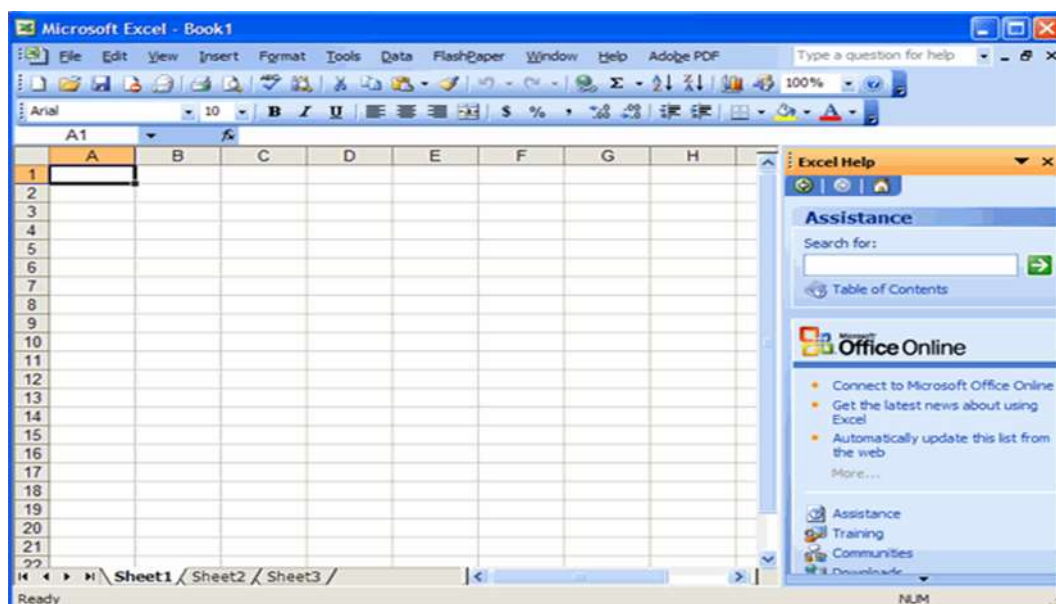 Microsoft Excel - Book1
File Edit View Insert Format Tools Data FlashPaper Window Help Adobe PDF Type a question for help
Σ 100%
Arial 10 B I U $ % , A
A1 fx
A B C D E F G H
1
2
3
4
5
6
7
8
9
10
11
12
13
14
15
16
17
18
19
20
21
22
Sheet1 Sheet2 Sheet3
Ready NUM
Excel Help
Assistance
Search for:
Table of Contents
Microsoft
Office Online
Connect to Microsoft Office Online
Get the latest news about using
Excel
Automatically update this list from
the web
More...
Assistance
Training
Communities
Downloads